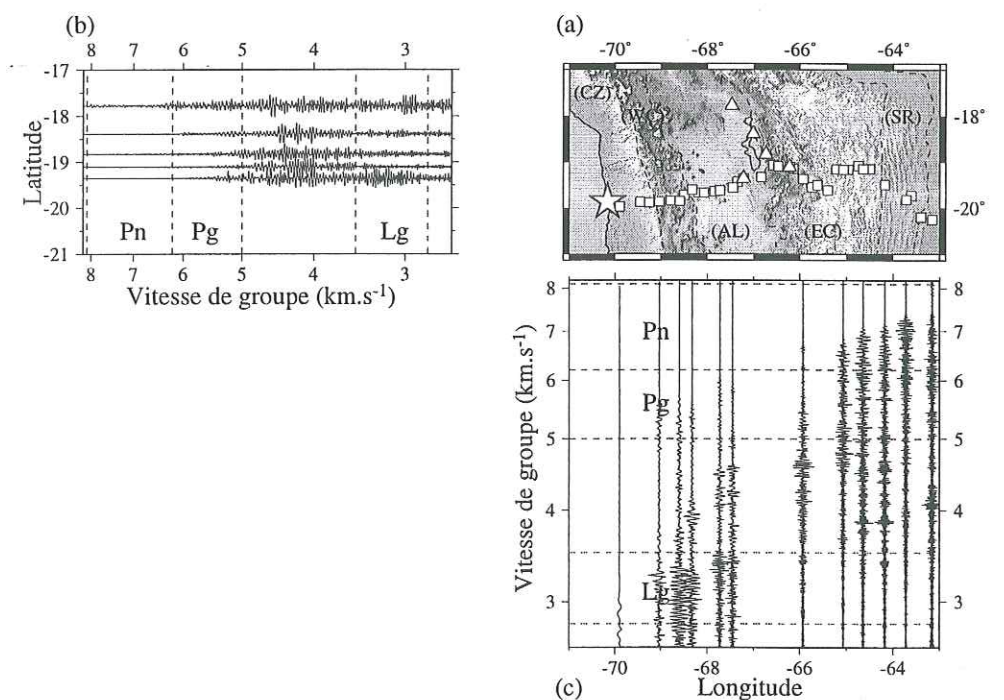 (b)
8 7 6 5 4 3
-17
-18
-19
-20
-21
Latitude
Pn Pg Lg
8 7 6 5 4 3
Vitesse de groupe (km.s⁻¹)
(a)
-70° -68° -66° -64°
(CZ) (WC) (SR)
-18°
(AL) (EC)
-20°
8 8
7 Pn 7
6 6
Pg
5 5
4 4
3 Lg 3
Vitesse de groupe (km.s⁻¹)
-70 -68 -66 -64
(c) Longitude